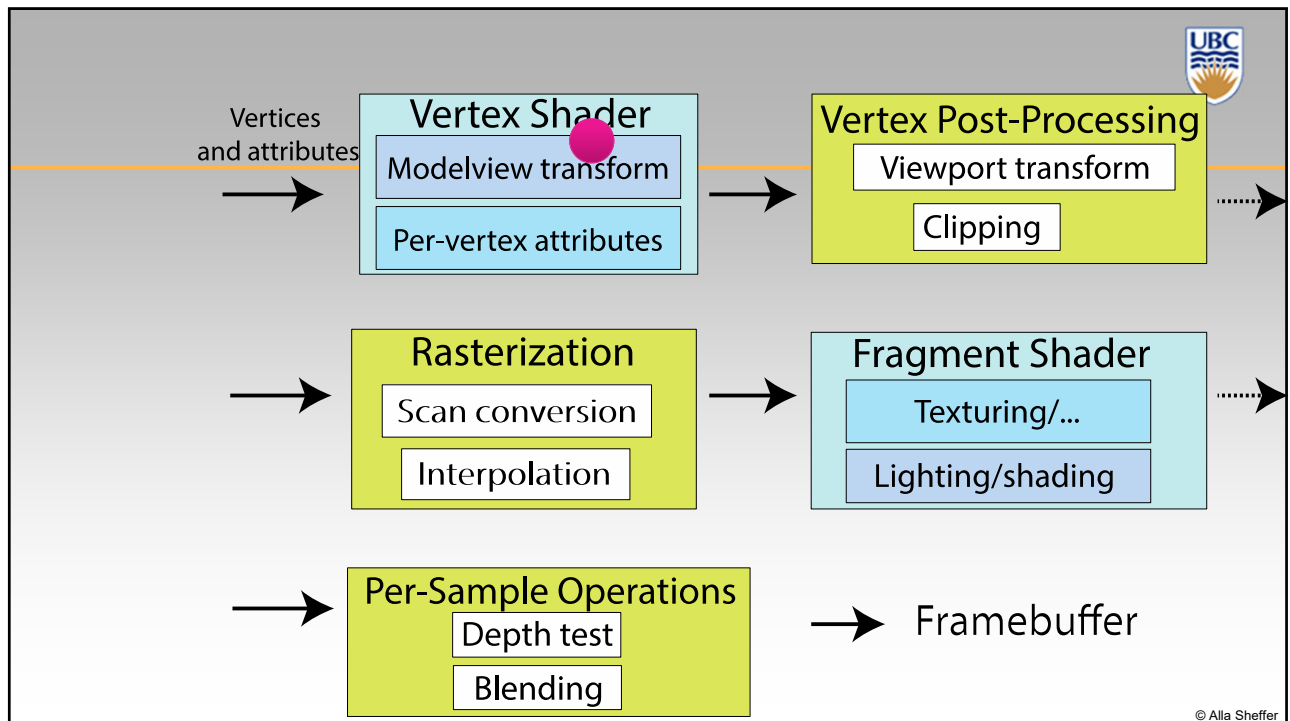 UBC
Vertices
and attributes
Vertex Shader
Modelview transform
Per-vertex attributes
Vertex Post-Processing
Viewport transform
Clipping
Rasterization
Scan conversion
Interpolation
Fragment Shader
Texturing/...
Lighting/shading
Per-Sample Operations
Depth test
Blending
Framebuffer
© Alla Sheffer